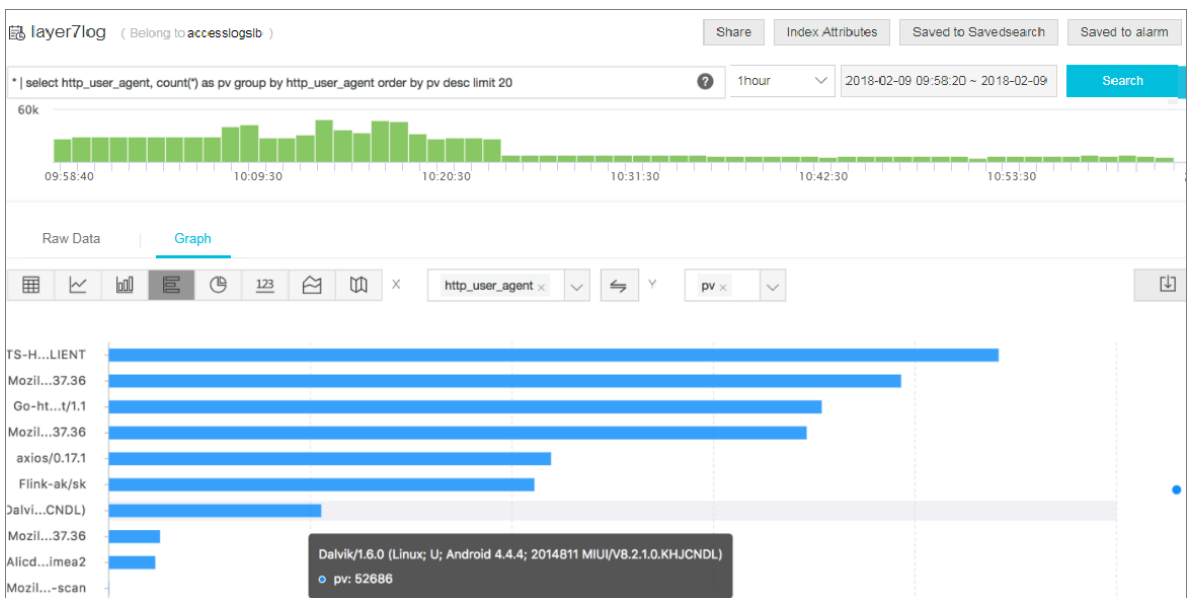 layer7log ( Belong to accesslogslb ) Share Index Attributes Saved to Savedsearch Saved to alarm
* | select http_user_agent, count(*) as pv group by http_user_agent order by pv desc limit 20 ? 1hour 2018-02-09 09:58:20 ~ 2018-02-09 Search
60k
09:58:40 10:09:30 10:20:30 10:31:30 10:42:30 10:53:30
Raw Data Graph
123 X http_user_agent × Y pv ×
TS-H...LIENT
Mozil...37.36
Go-ht...t/1.1
Mozil...37.36
axios/0.17.1
Flink-ak/sk
Dalvi...CNDL)
Mozil...37.36
Alicd...imea2
Mozil...-scan
Dalvik/1.6.0 (Linux; U; Android 4.4.4; 2014811 MIUI/V8.2.1.0.KHJCNDL)
pv: 52686